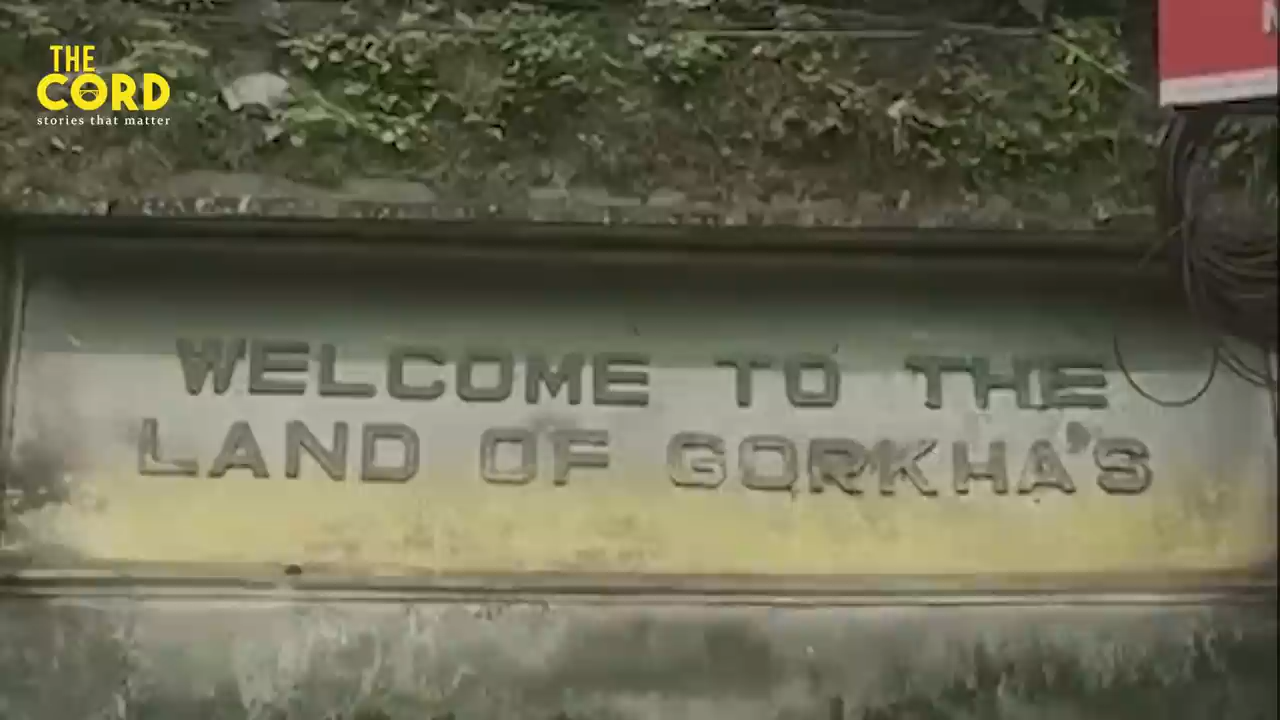 THE
CORD
stories that matter
WELCOME TO THE
LAND OF GORKHA'S